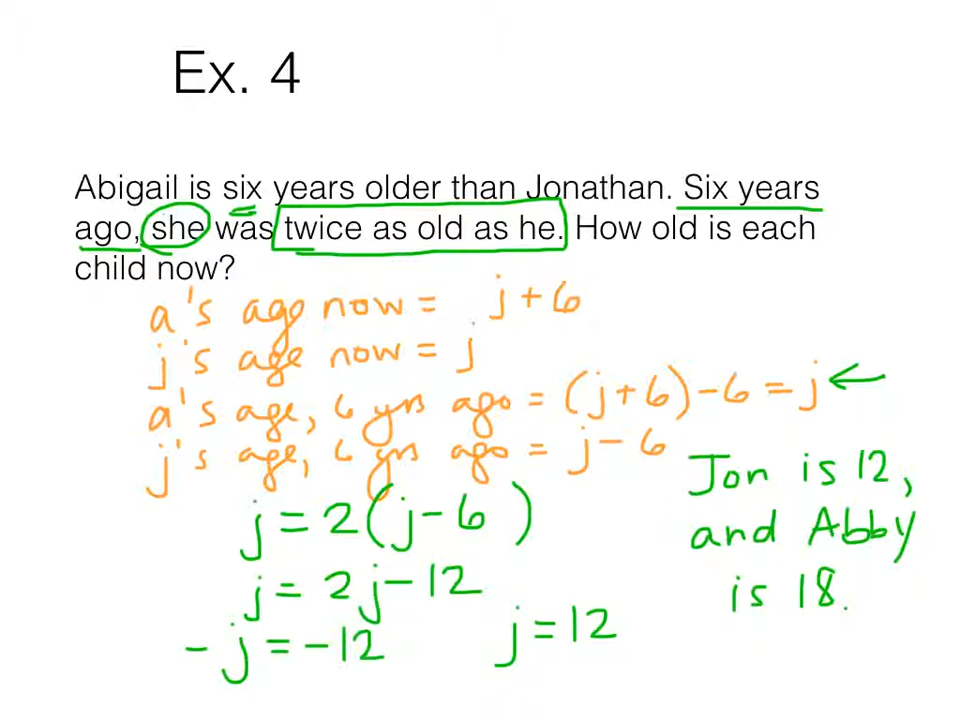 Ex. 4
Abigail is six years older than Jonathan. Six years
ago, she was twice as old as he. How old is each
child now?
a's age now = j + 6
j's age now = j
a's age, 6 yrs ago = (j + 6) - 6 = j ←
j's age, 6 yrs ago = j - 6
Jon is 12,
and Abby
is 18.
j = 2(j - 6)
j = 2j - 12
- j = -12
j = 12